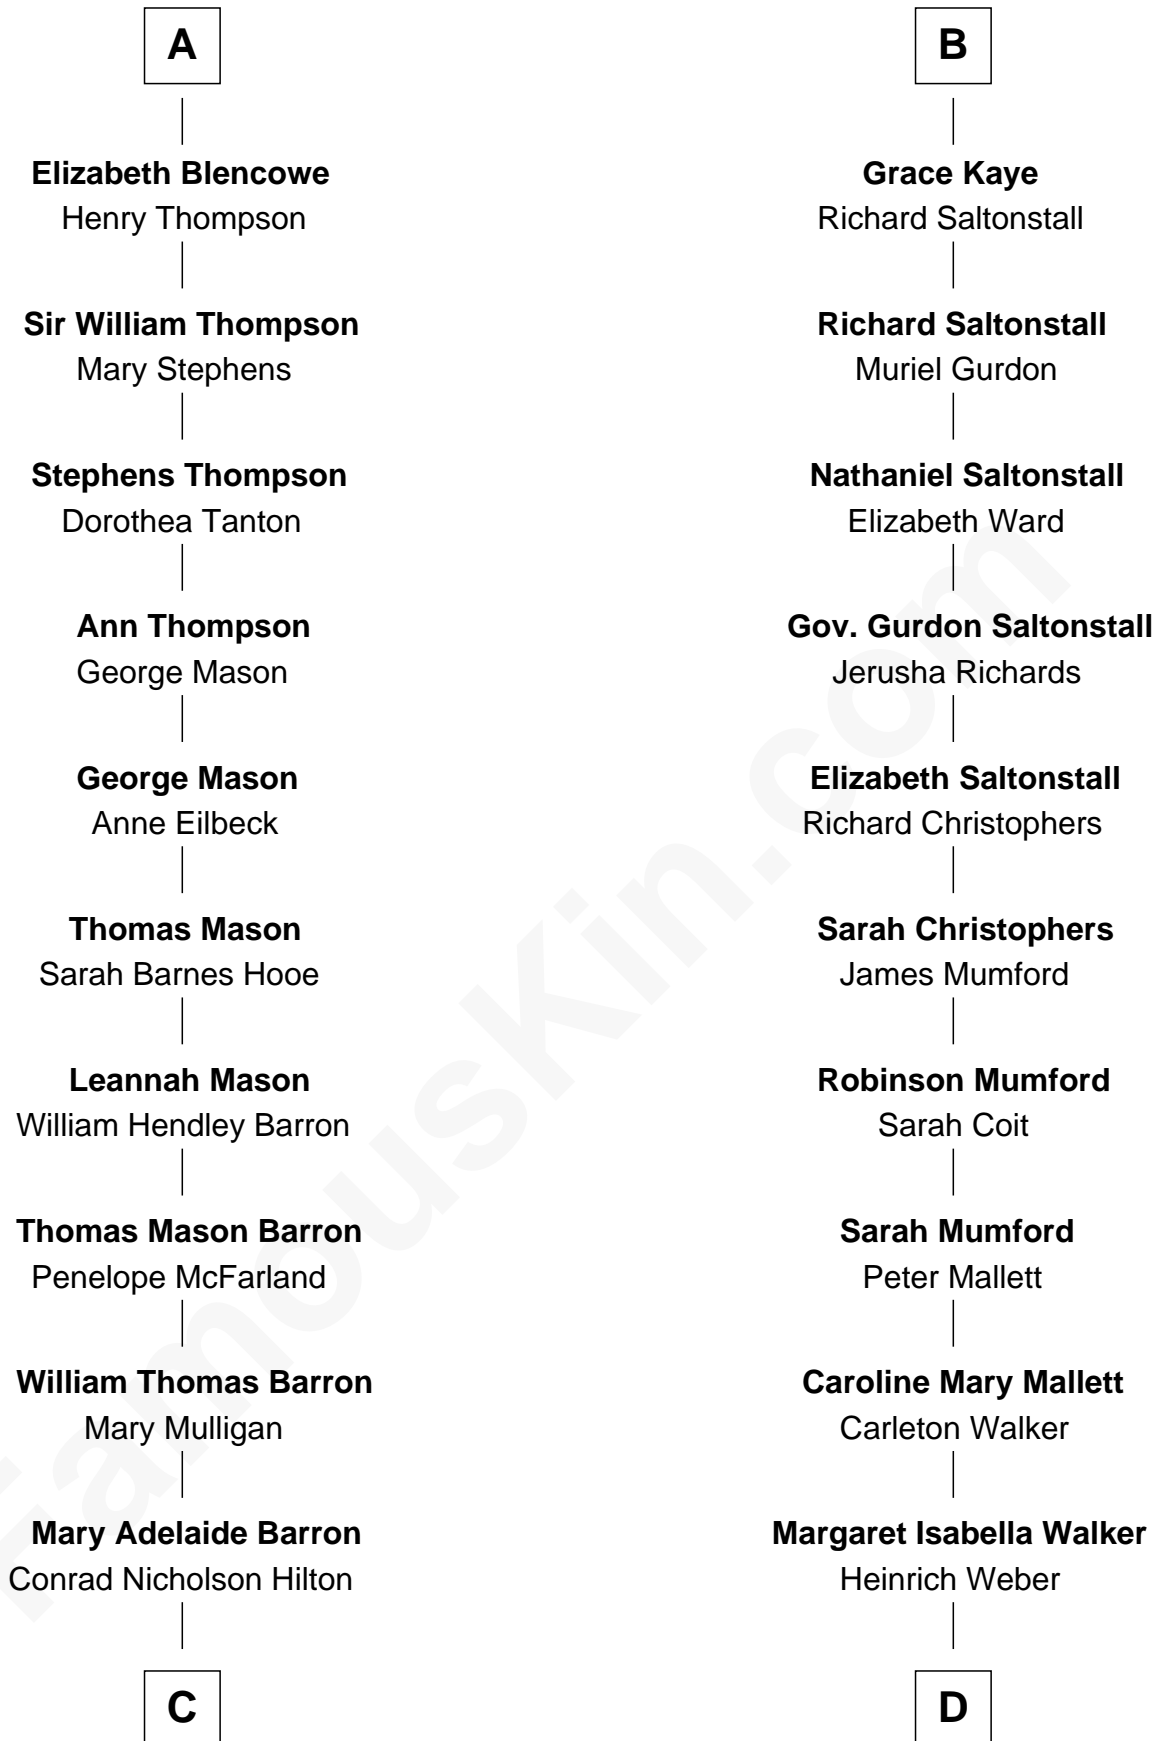 A
Elizabeth Blencowe
Henry Thompson
Sir William Thompson
Mary Stephens
Stephens Thompson
Dorothea Tanton
Ann Thompson
George Mason
George Mason
Anne Eilbeck
Thomas Mason
Sarah Barnes Hooe
Leannah Mason
William Hendley Barron
Thomas Mason Barron
Penelope McFarland
William Thomas Barron
Mary Mulligan
Mary Adelaide Barron
Conrad Nicholson Hilton
C
B
Grace Kaye
Richard Saltonstall
Richard Saltonstall
Muriel Gurdon
Nathaniel Saltonstall
Elizabeth Ward
Gov. Gurdon Saltonstall
Jerusha Richards
Elizabeth Saltonstall
Richard Christophers
Sarah Christophers
James Mumford
Robinson Mumford
Sarah Coit
Sarah Mumford
Peter Mallett
Caroline Mary Mallett
Carleton Walker
Margaret Isabella Walker
Heinrich Weber
D
FamousKin.com